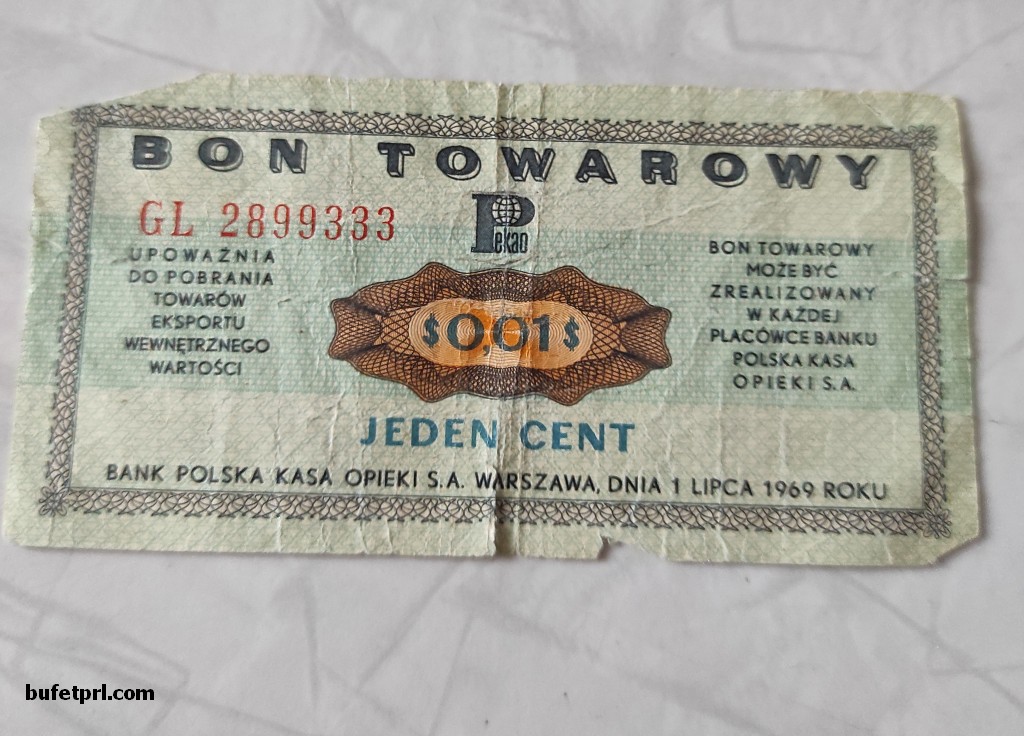 BON TOWAROWY
GL 2899333
Pekao
UPOWAŻNIA
DO POBRANIA
TOWARÓW
EKSPORTU
WEWNĘTRZNEGO
WARTOŚCI
$0,01$
BON TOWAROWY
MOŻE BYĆ
ZREALIZOWANY
W KAŻDEJ
PLACÓWCE BANKU
POLSKA KASA
OPIEKI S.A.
JEDEN CENT
BANK POLSKA KASA OPIEKI S.A. WARSZAWA, DNIA 1 LIPCA 1969 ROKU
bufetprl.com